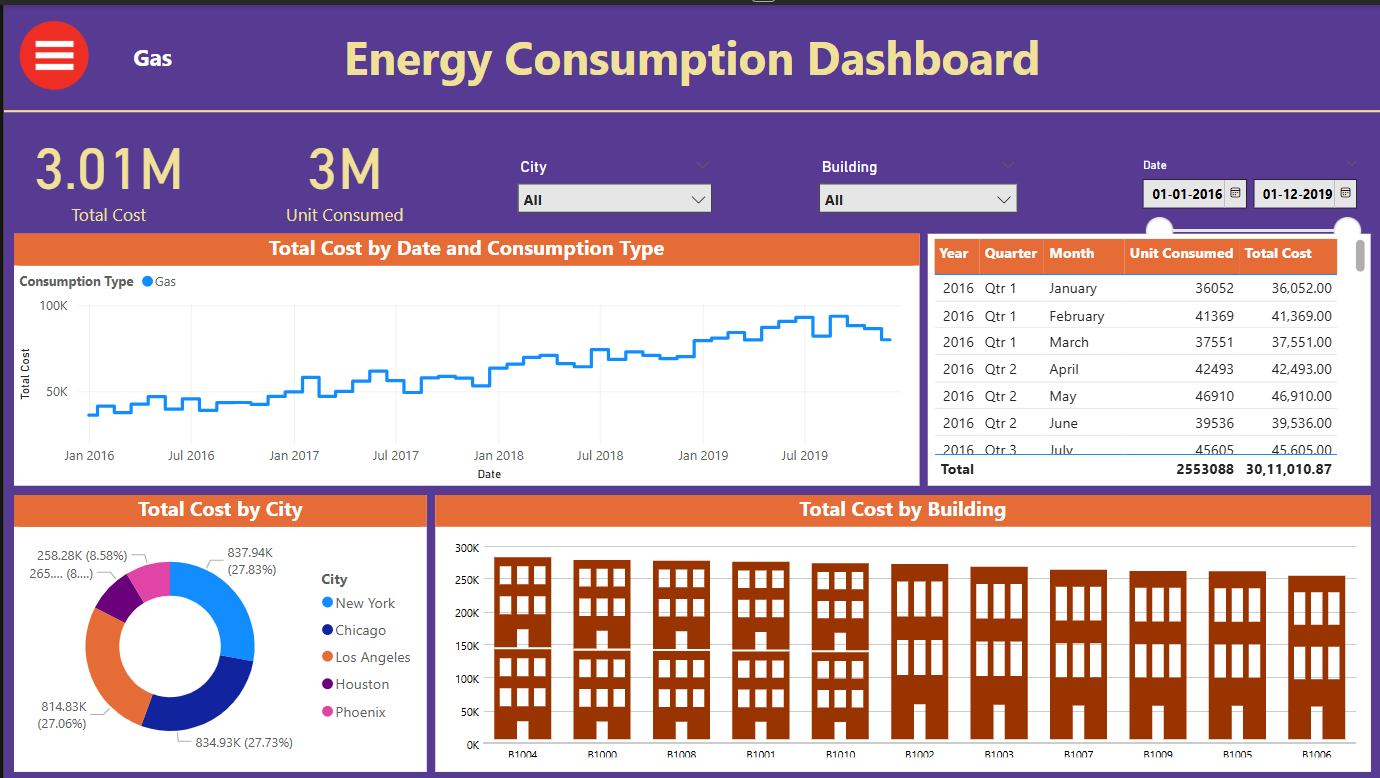 Gas
Energy Consumption Dashboard
3.01M
Total Cost
3M
Unit Consumed
City
All
Building
All
Date
01-01-2016
01-12-2019
Total Cost by Date and Consumption Type
Consumption Type Gas
100K
50K
Total Cost
Jan 2016 Jul 2016 Jan 2017 Jul 2017 Jan 2018 Jul 2018 Jan 2019 Jul 2019
Date
Year Quarter Month Unit Consumed Total Cost
2016 Qtr 1 January 36052 36,052.00
2016 Qtr 1 February 41369 41,369.00
2016 Qtr 1 March 37551 37,551.00
2016 Qtr 2 April 42493 42,493.00
2016 Qtr 2 May 46910 46,910.00
2016 Qtr 2 June 39536 39,536.00
2016 Qtr 3 July 45605 45,605.00
Total 2553088 30,11,010.87
Total Cost by City
258.28K (8.58%)
265.... (8....)
837.94K
(27.83%)
814.83K
(27.06%)
834.93K (27.73%)
City
New York
Chicago
Los Angeles
Houston
Phoenix
Total Cost by Building
300K
250K
200K
150K
100K
50K
0K
B1004 B1000 B1008 B1001 B1010 B1002 B1003 B1007 B1009 B1005 B1006